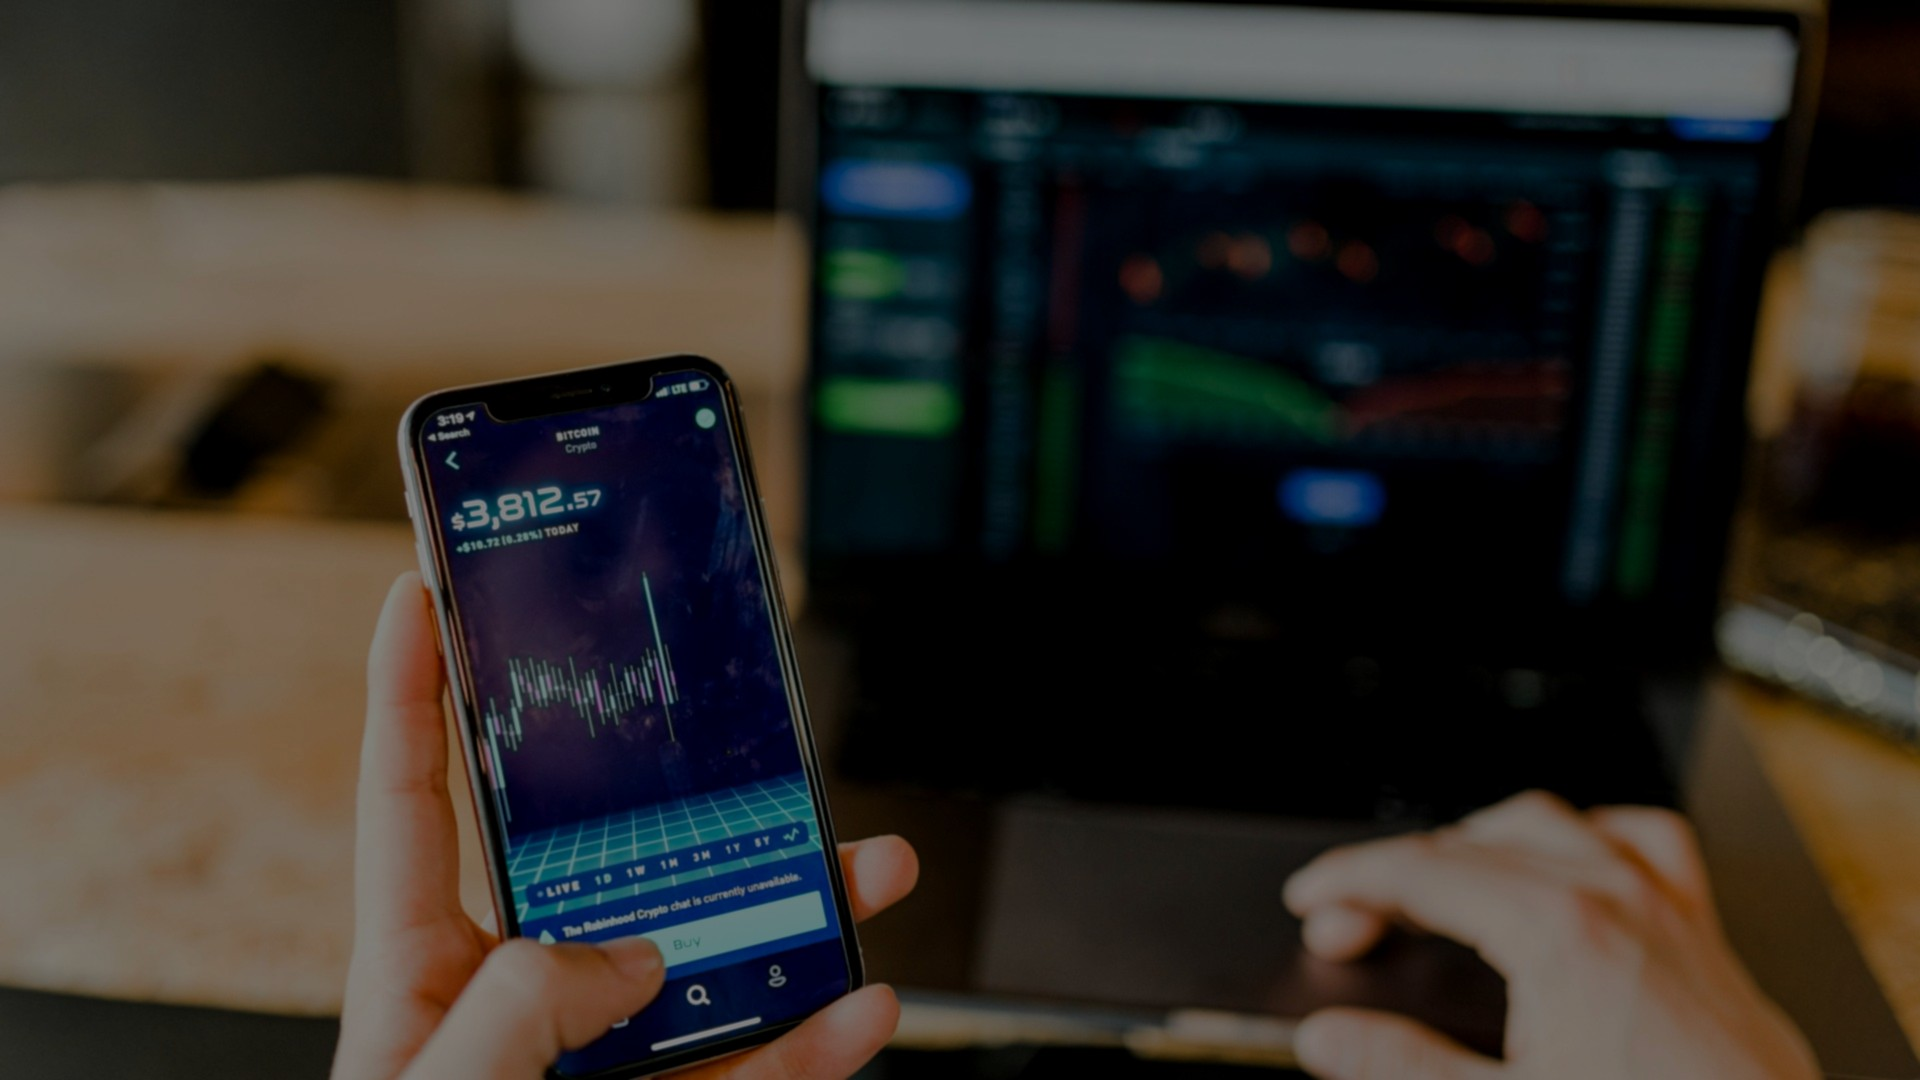 3:19
LTE
Search
BITCOIN
Crypto
$3,812.57
+$10.72 (0.28%) TODAY
LIVE 1D 1W 1M 3M 1Y 5Y
The Robinhood Crypto chat is currently unavailable.
Buy